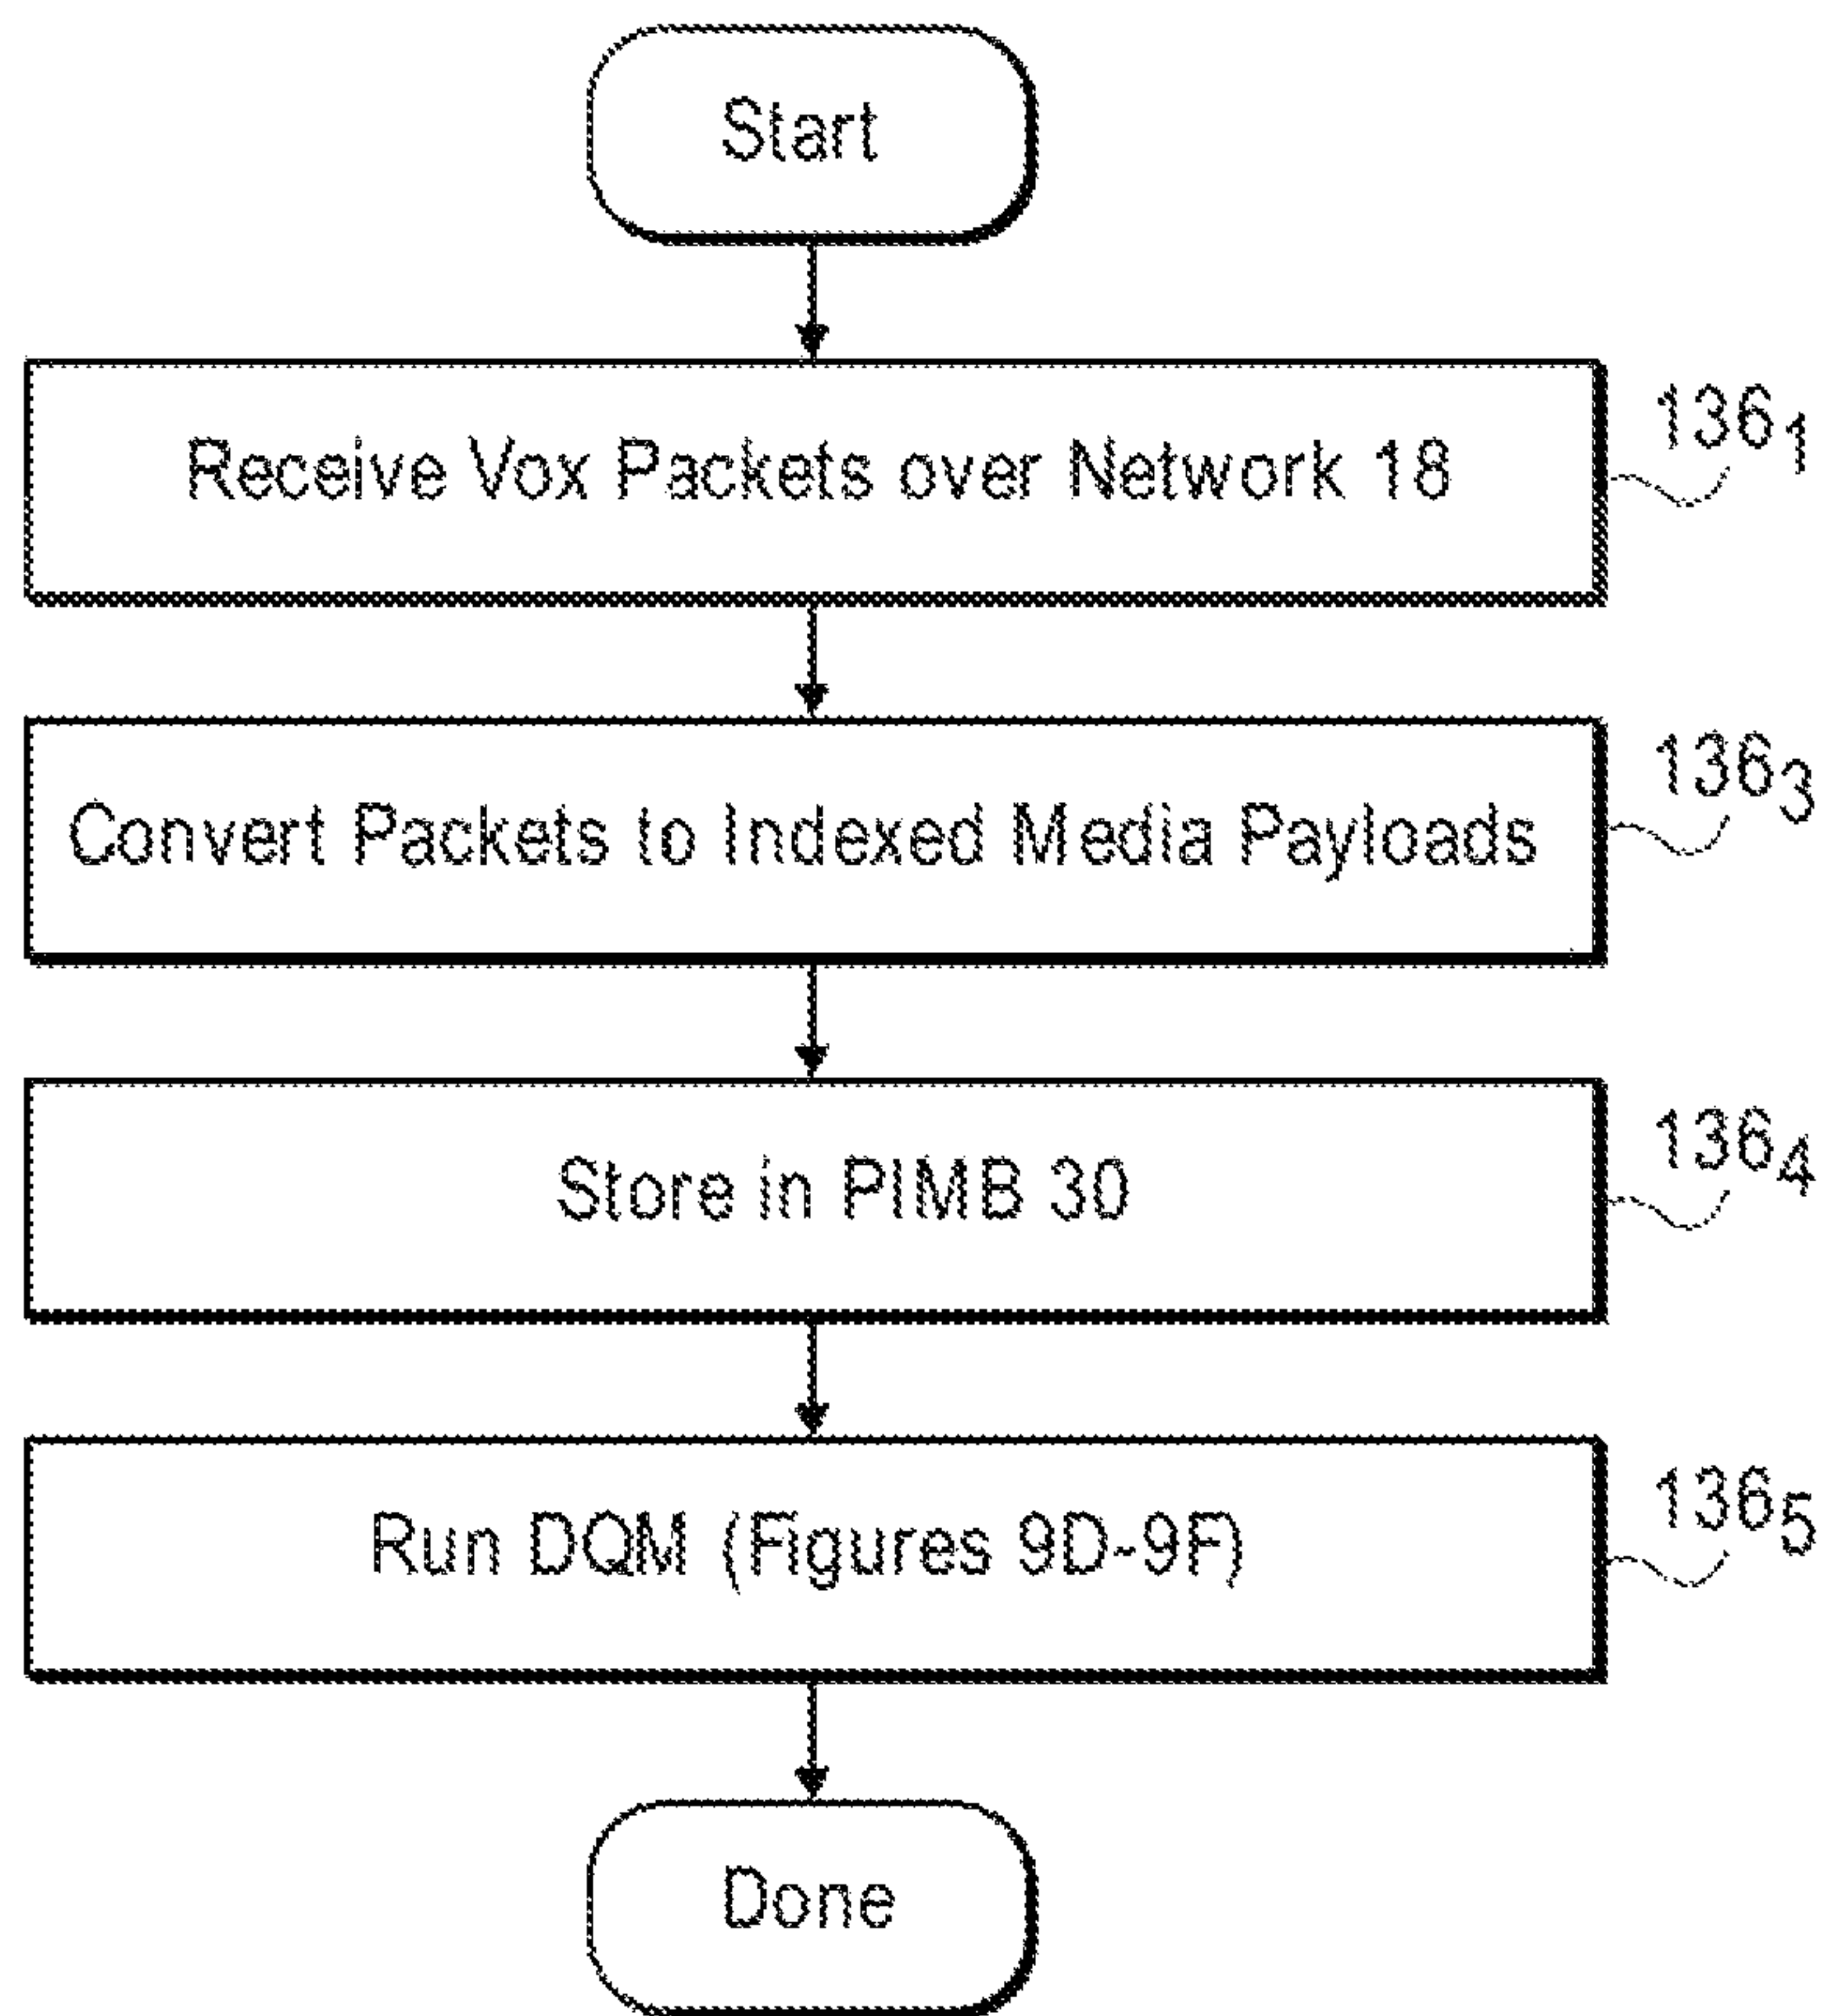 Start
Receive Vox Packets over Network 18
136₁
Convert Packets to Indexed Media Payloads
136₃
Store in PIMB 30
136₄
Run DQM (Figures 9D-9F)
136₅
Done